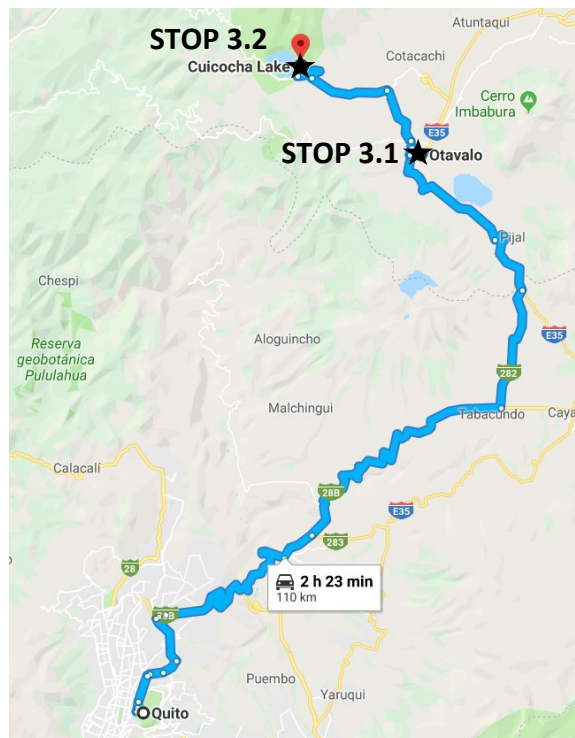 STOP 3.2
Atuntaqui
Cuicocha Lake
Cotacachi
Cerro
Imbabura
E35
STOP 3.1
Otavalo
Pijal
Chespi
E35
Reserva
geobotánica
Pululahua
Aloguincho
282
Malchingui
Tabacundo
Caya
Calacalí
28B
E35
283
28
2 h 23 min
110 km
28B
Puembo
Yaruqui
Quito